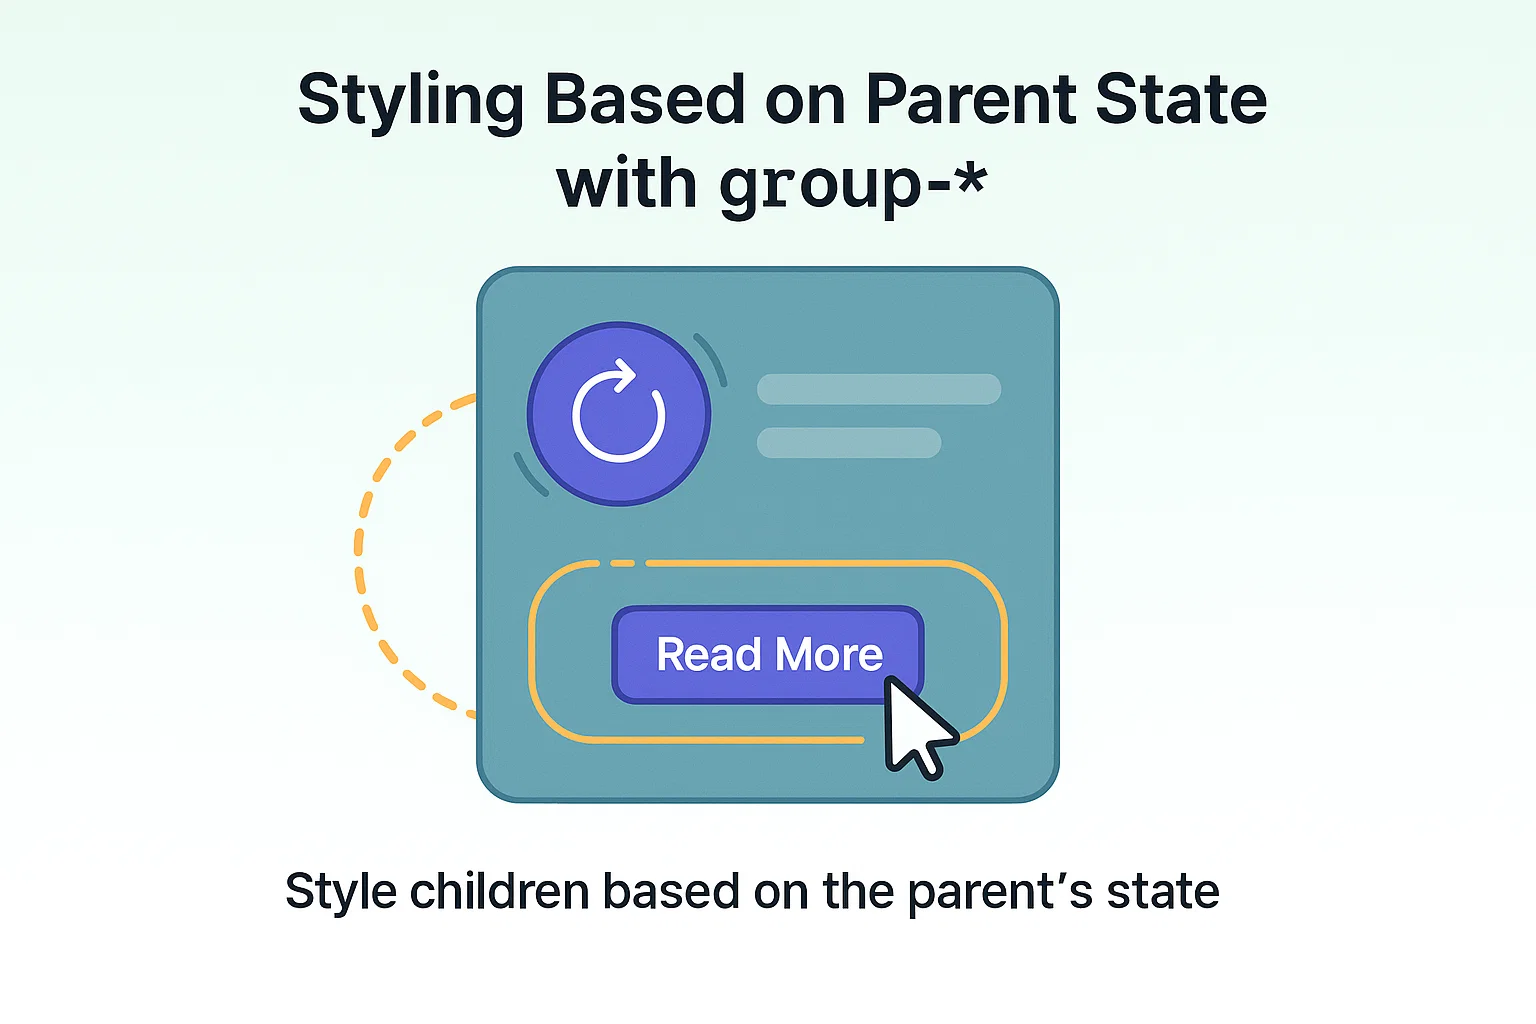 Styling Based on Parent State
with group-*
Read More
Style children based on the parent’s state